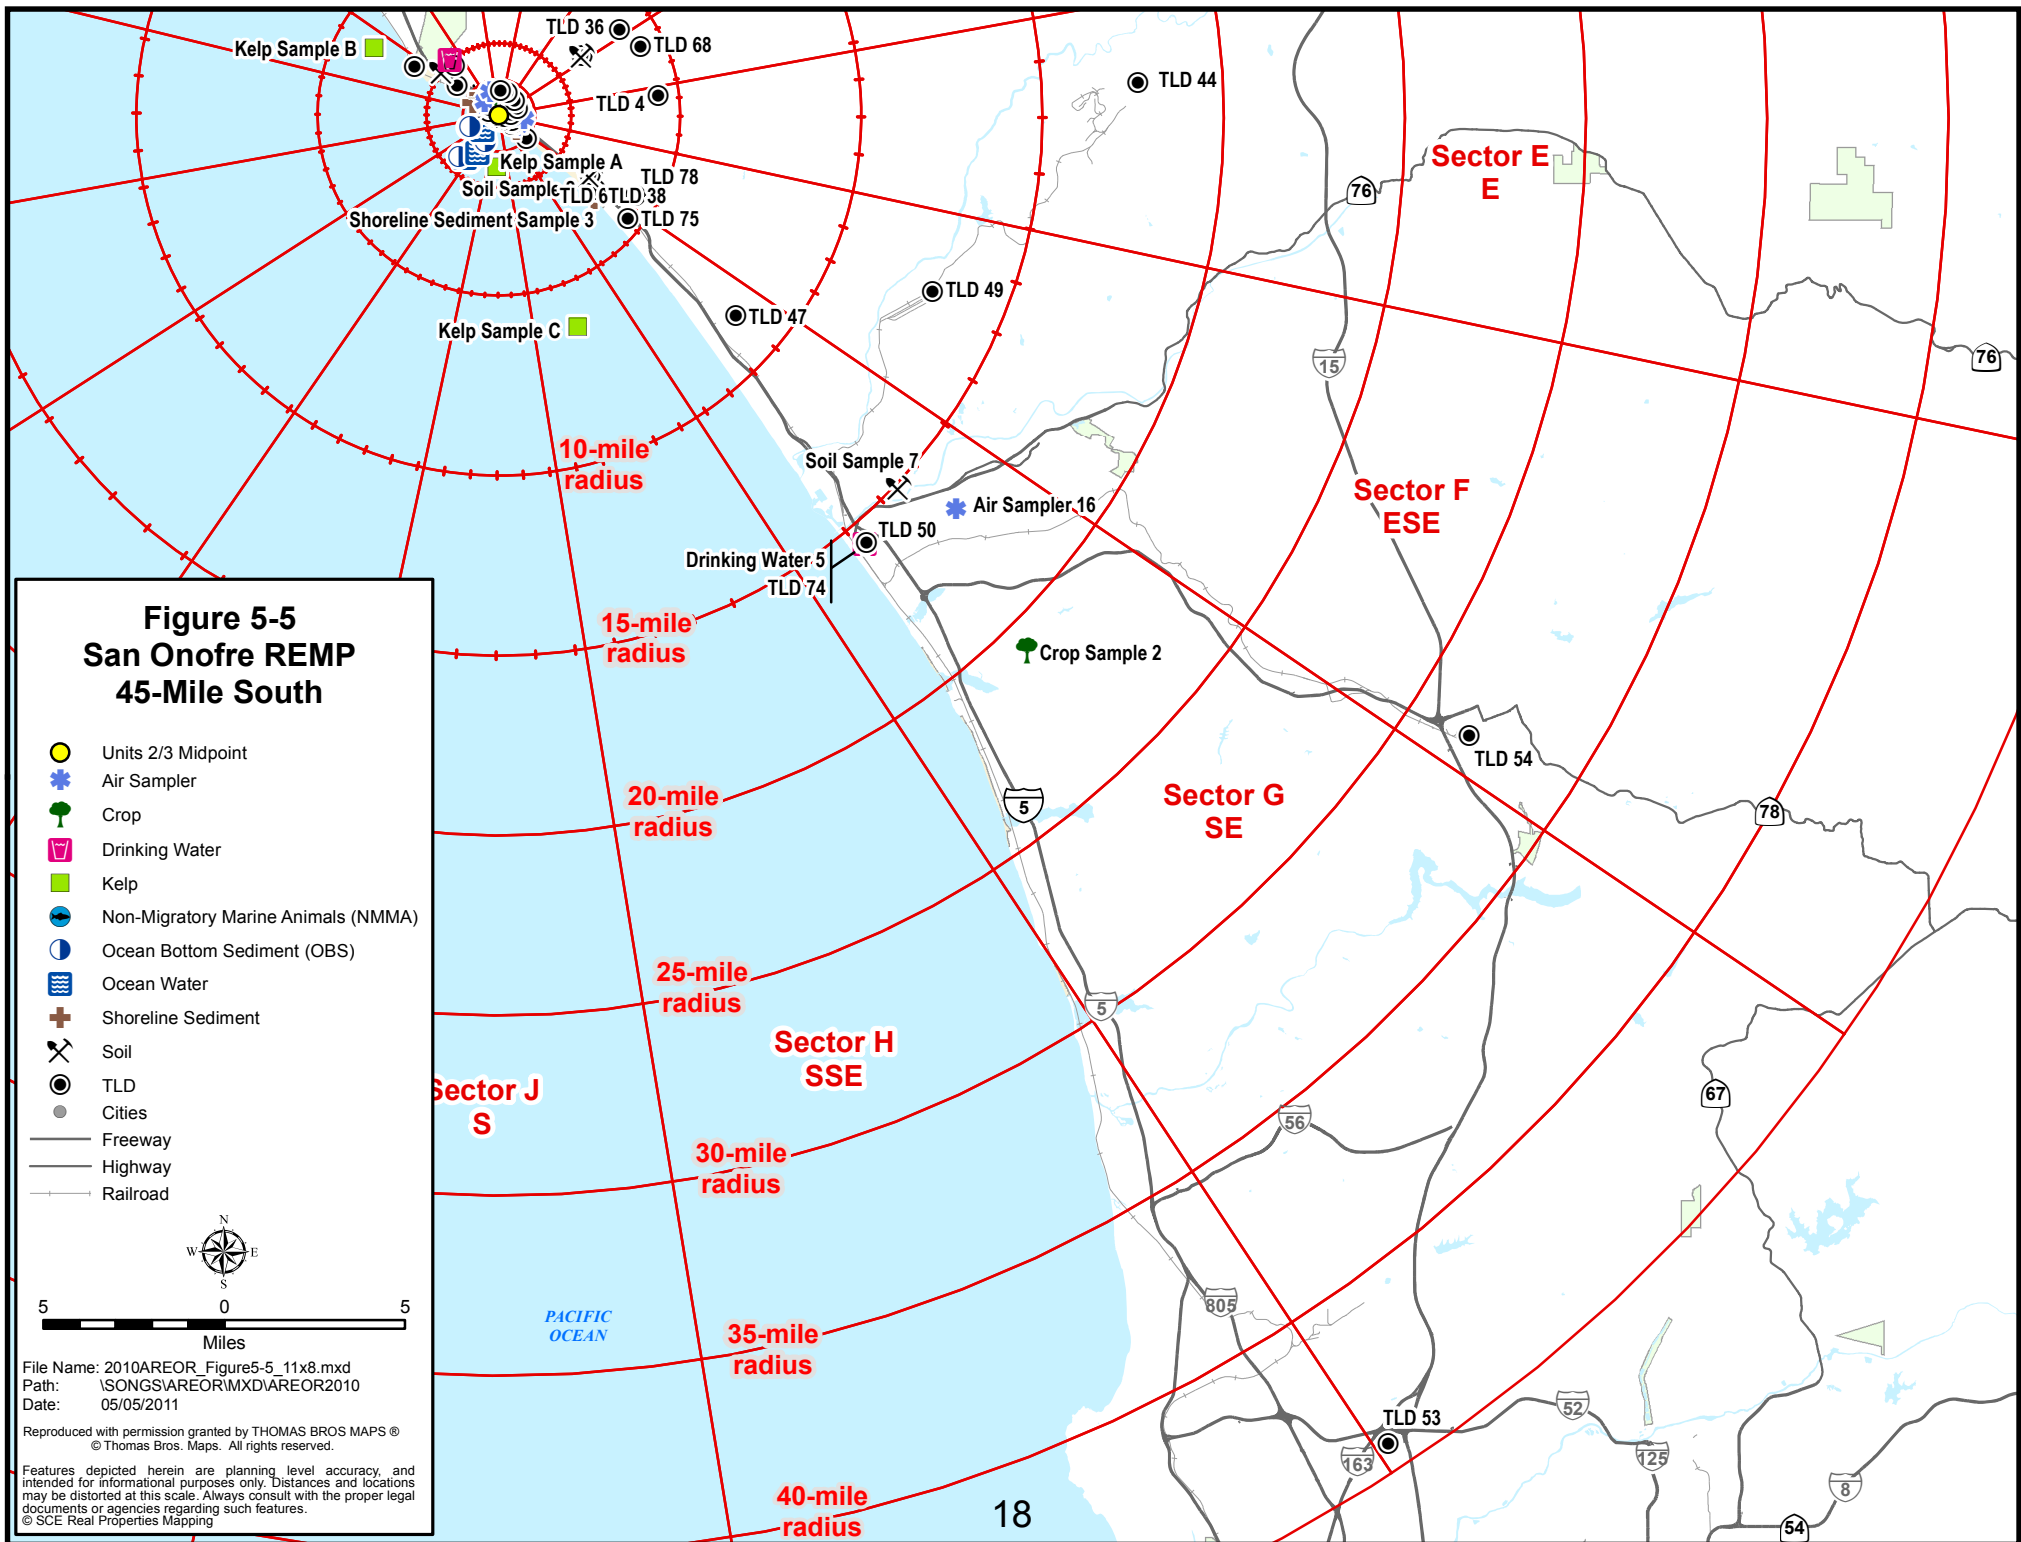 TLD 36
Kelp Sample B
TLD 68
TLD 44
TLD 4
Sector E
E
Kelp Sample A
TLD 78
76
Soil Sample
TLD 6
TLD 38
Shoreline Sediment Sample 3
TLD 75
TLD 49
TLD 47
Kelp Sample C
15
76
10-mile
radius
Soil Sample 7
Sector F
ESE
Air Sampler 16
TLD 50
Drinking Water 5
TLD 74
15-mile
radius
Crop Sample 2
TLD 54
20-mile
radius
5
Sector G
SE
78
25-mile
radius
5
Sector H
SSE
Sector J
S
67
56
30-mile
radius
805
PACIFIC
OCEAN
35-mile
radius
TLD 53
52
163
125
8
40-mile
radius
18
54
Figure 5-5
San Onofre REMP
45-Mile South
Units 2/3 Midpoint
Air Sampler
Crop
Drinking Water
Kelp
Non-Migratory Marine Animals (NMMA)
Ocean Bottom Sediment (OBS)
Ocean Water
Shoreline Sediment
Soil
TLD
Cities
Freeway
Highway
Railroad
N
W E
S
5 0 5
Miles
File Name: 2010AREOR_Figure5-5_11x8.mxd
Path: \SONGS\AREOR\MXD\AREOR2010
Date: 05/05/2011
Reproduced with permission granted by THOMAS BROS MAPS ®
© Thomas Bros. Maps. All rights reserved.
Features depicted herein are planning level accuracy, and
intended for informational purposes only. Distances and locations
may be distorted at this scale. Always consult with the proper legal
documents or agencies regarding such features.
© SCE Real Properties Mapping